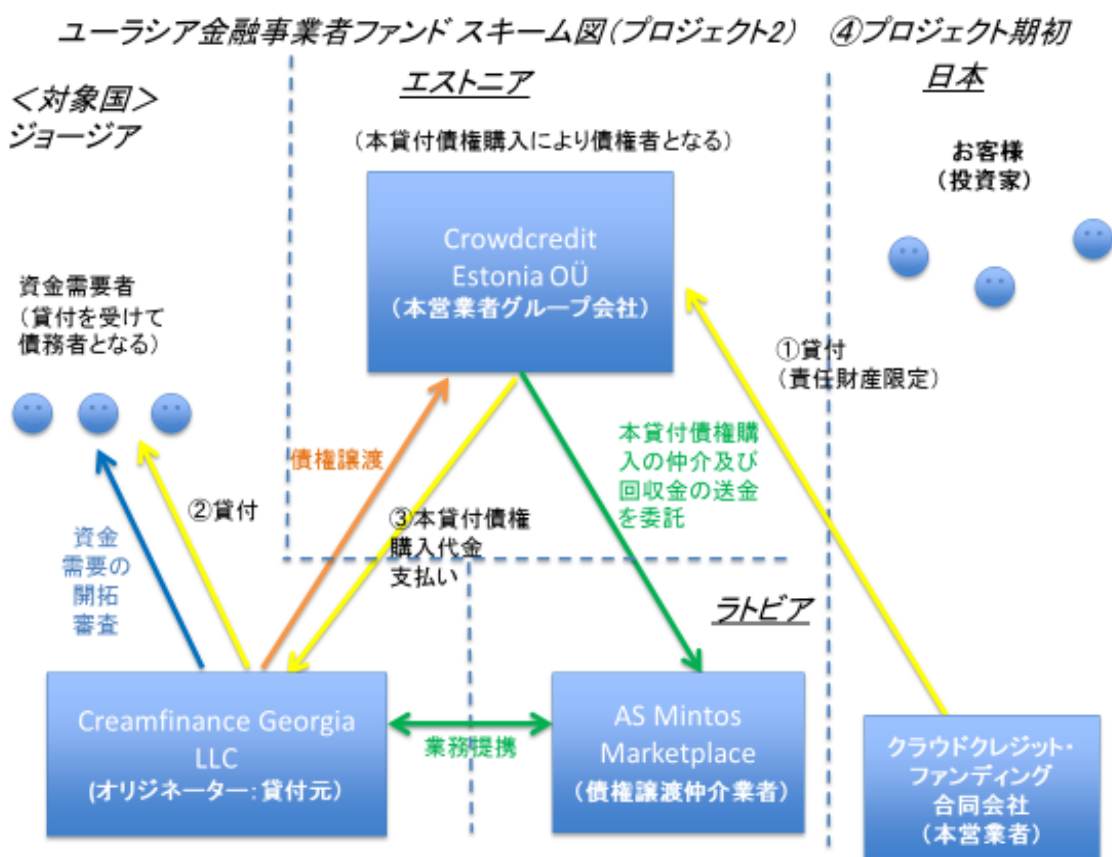 ユーラシア金融事業者ファンド スキーム図(プロジェクト2) ④プロジェクト期初
＜対象国＞
ジョージア
エストニア
日本
(本貸付債権購入により債権者となる)
お客様
(投資家)
Crowdcredit
Estonia OÜ
(本営業者グループ会社)
資金需要者
(貸付を受けて
債務者となる)
①貸付
(責任財産限定)
債権譲渡
本貸付債権購
入の仲介及び
回収金の送金
を委託
②貸付
③本貸付債権
購入代金
支払い
資金
需要の
開拓
審査
ラトビア
Creamfinance Georgia
LLC
(オリジネーター：貸付元)
業務提携
AS Mintos
Marketplace
(債権譲渡仲介業者)
クラウドクレジット・
ファンディング
合同会社
(本営業者)